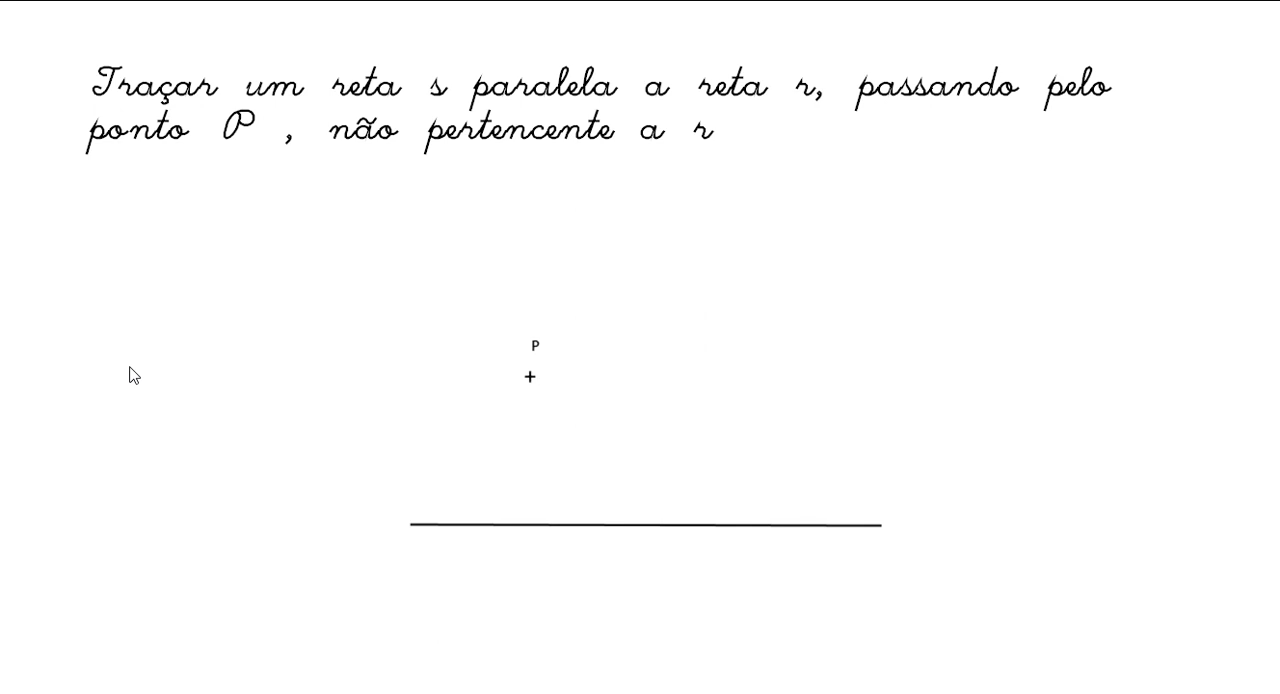 Traçar um reta s paralela a reta r, passando pelo
ponto P , não pertencente a r
P